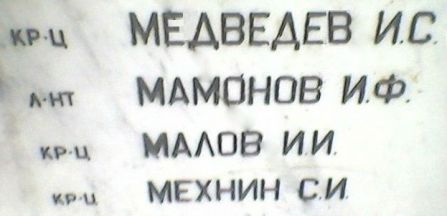 КР-Ц МЕДВЕДЕВ И.С.
Л-НТ МАМОНОВ И.Ф.
КР-Ц МАЛОВ И.И.
КР-Ц МЕХНИН С.И.